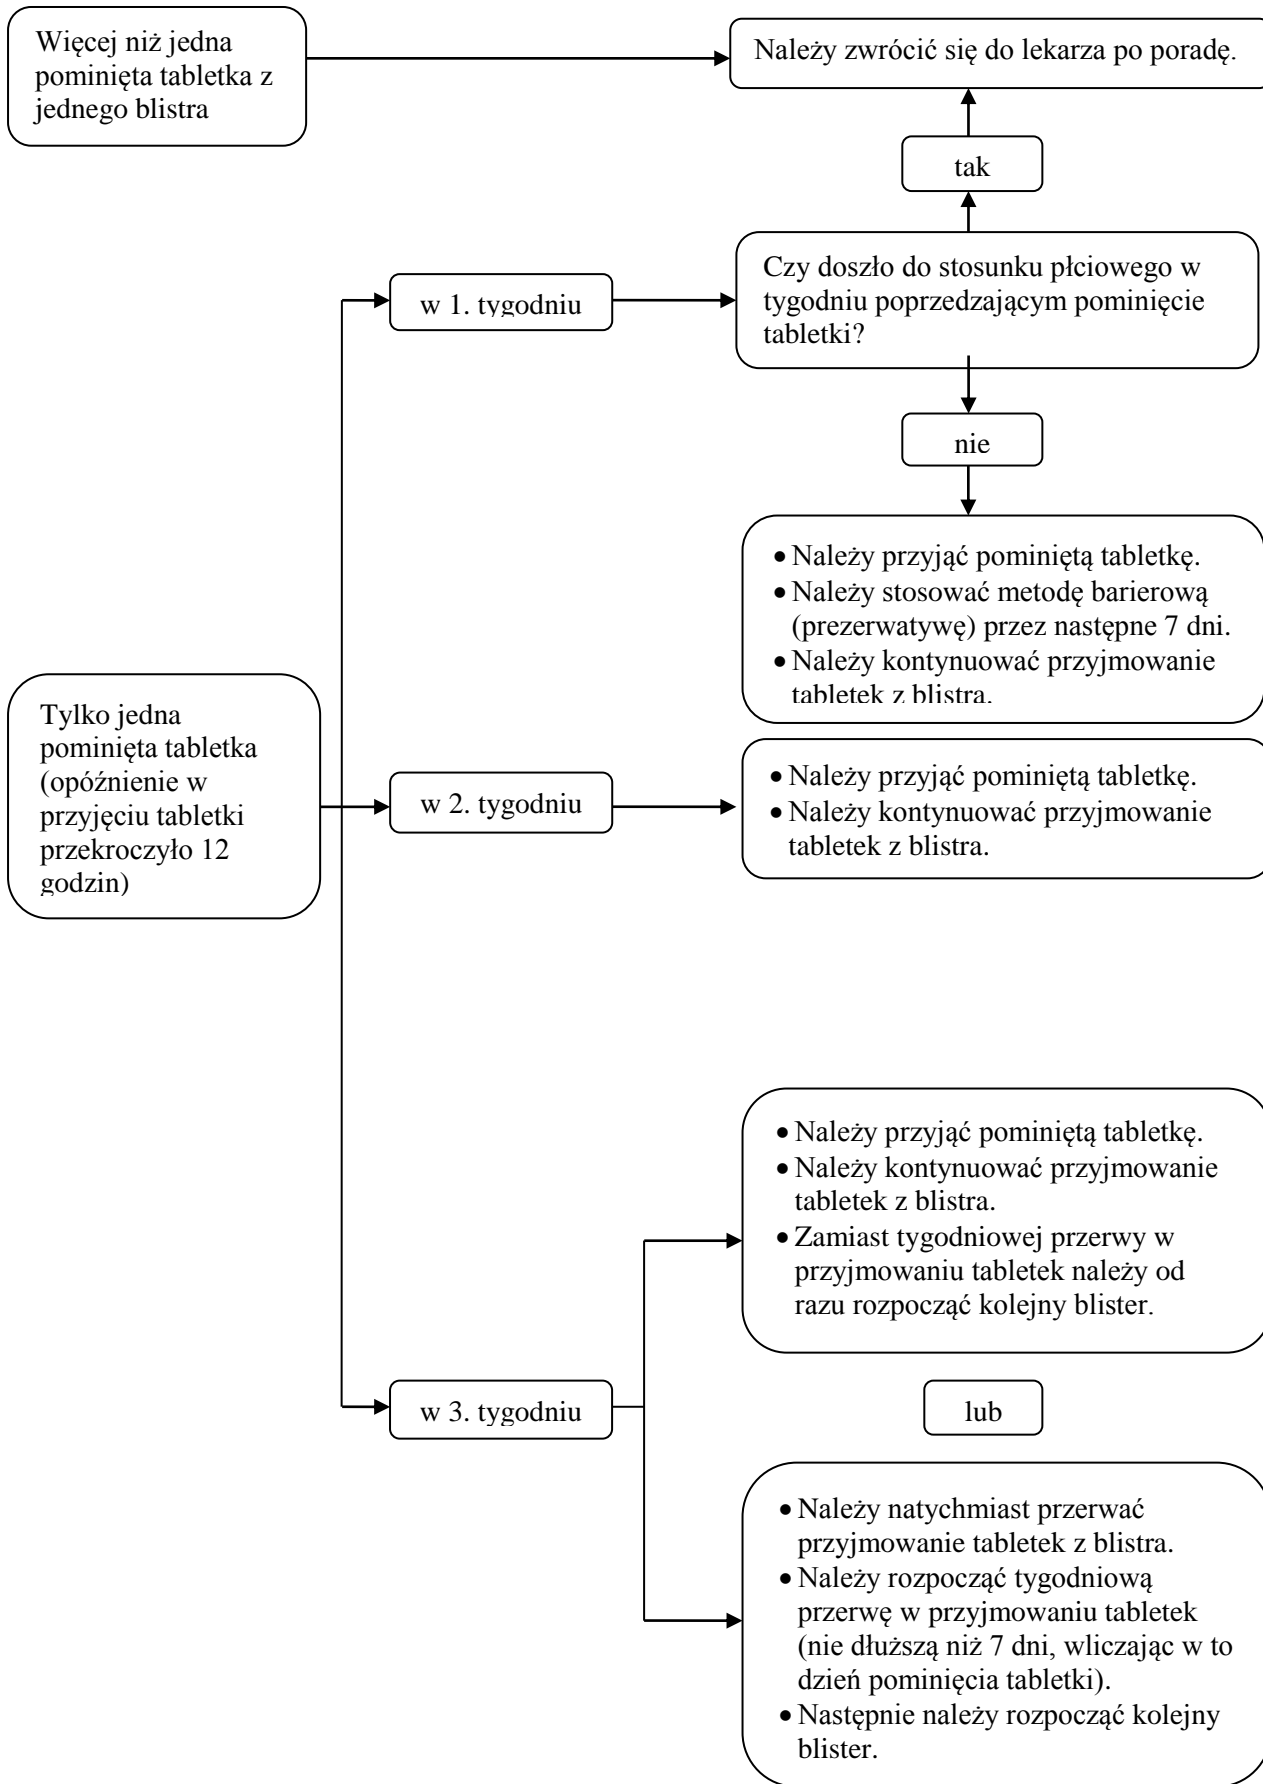 Więcej niż jedna
pominięta tabletka z
jednego blistra
Należy zwrócić się do lekarza po poradę.
tak
Czy doszło do stosunku płciowego w
tygodniu poprzedzającym pominięcie
tabletki?
w 1. tygodniu
nie
• Należy przyjąć pominiętą tabletkę.
• Należy stosować metodę barierową
(prezerwatywę) przez następne 7 dni.
• Należy kontynuować przyjmowanie
tabletek z blistra.
Tylko jedna
pominięta tabletka
(opóźnienie w
przyjęciu tabletki
przekroczyło 12
godzin)
w 2. tygodniu
• Należy przyjąć pominiętą tabletkę.
• Należy kontynuować przyjmowanie
tabletek z blistra.
• Należy przyjąć pominiętą tabletkę.
• Należy kontynuować przyjmowanie
tabletek z blistra.
• Zamiast tygodniowej przerwy w
przyjmowaniu tabletek należy od
razu rozpocząć kolejny blister.
w 3. tygodniu
lub
• Należy natychmiast przerwać
przyjmowanie tabletek z blistra.
• Należy rozpocząć tygodniową
przerwę w przyjmowaniu tabletek
(nie dłuższą niż 7 dni, wliczając w to
dzień pominięcia tabletki).
• Następnie należy rozpocząć kolejny
blister.